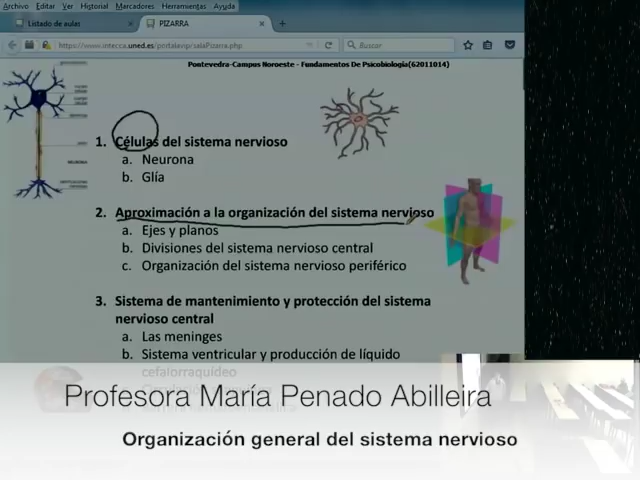 Archivo Editar Ver Historial Marcadores Herramientas Ayuda
Listado de aulas
PIZARRA
https://www.intecca.uned.es/portalavip/salaPizarra.php
Buscar
Pontevedra-Campus Noroeste - Fundamentos De Psicobiología(62011014)
1. Células del sistema nervioso
a. Neurona
b. Glía
2. Aproximación a la organización del sistema nervioso
a. Ejes y planos
b. Divisiones del sistema nervioso central
c. Organización del sistema nervioso periférico
3. Sistema de mantenimiento y protección del sistema
nervioso central
a. Las meninges
b. Sistema ventricular y producción de líquido
cefalorraquídeo
Profesora María Penado Abilleira
Organización general del sistema nervioso